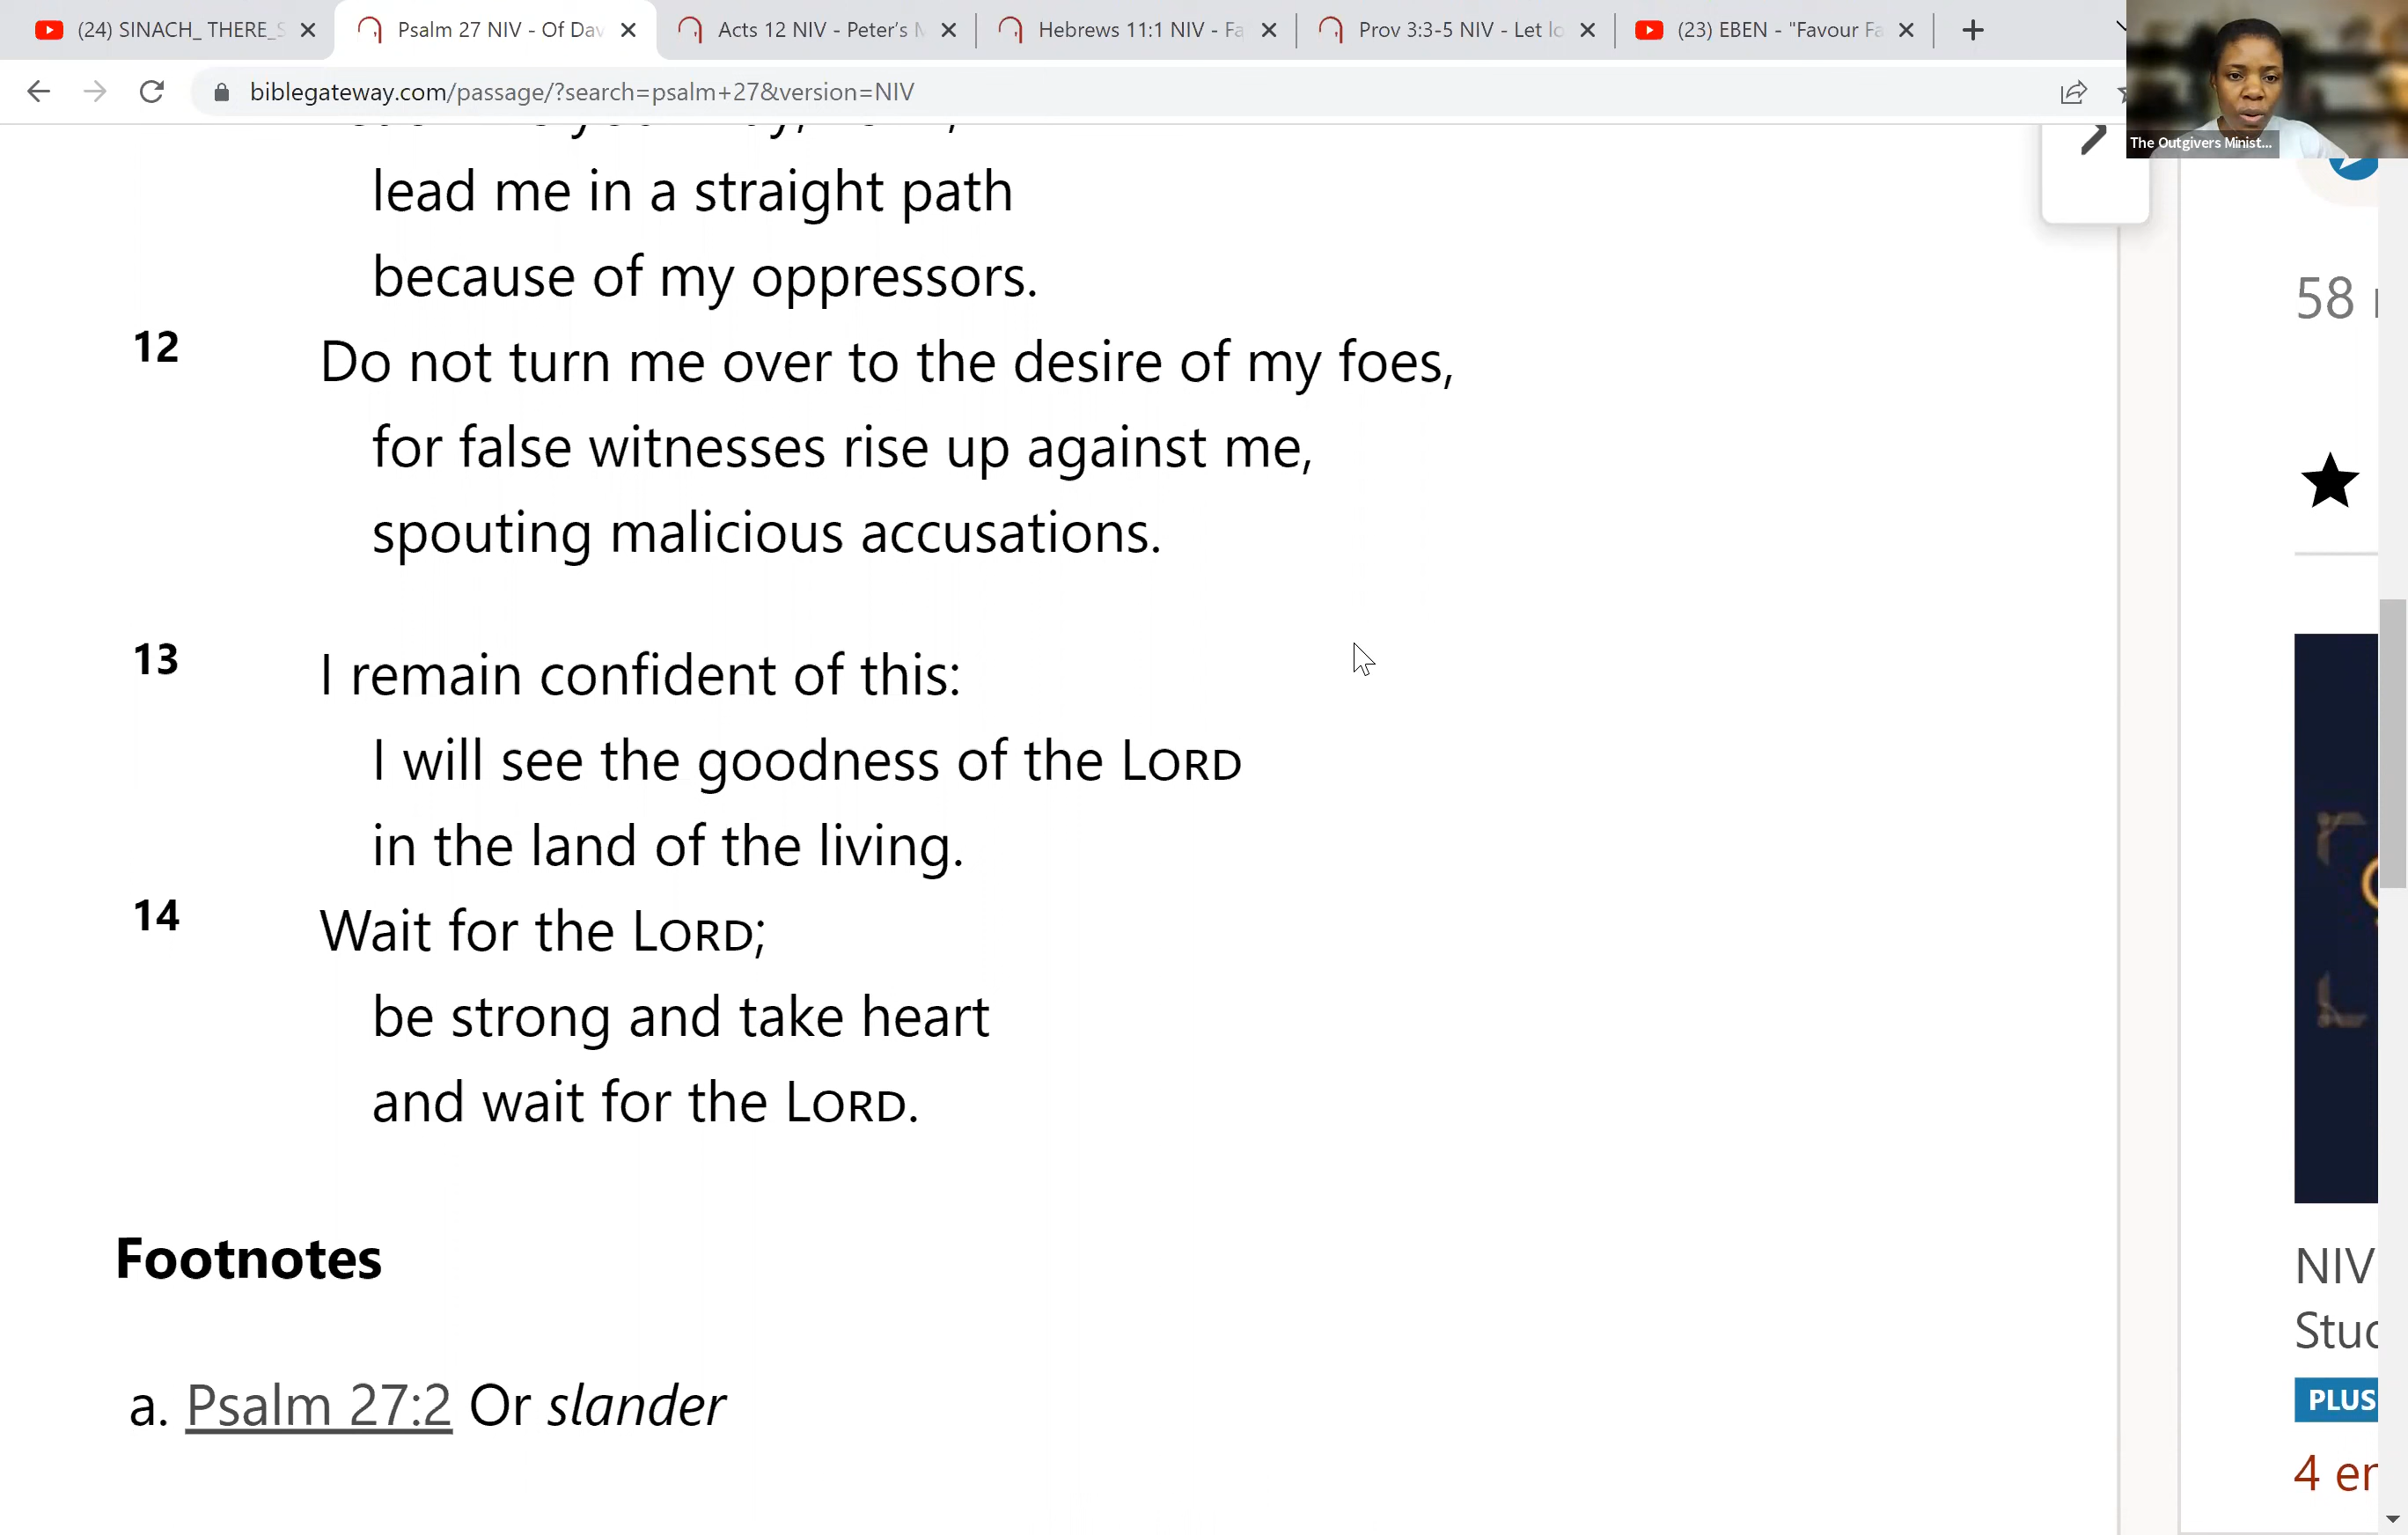 (24) SINACH_ THERE_S
Psalm 27 NIV - Of Dav
Acts 12 NIV - Peter's M
Hebrews 11:1 NIV - Fa
Prov 3:3-5 NIV - Let lo
(23) EBEN - "Favour Fa
biblegateway.com/passage/?search=psalm+27&version=NIV
The Outgivers Minist...
lead me in a straight path
because of my oppressors.
58
12 Do not turn me over to the desire of my foes,
for false witnesses rise up against me,
spouting malicious accusations.
13 I remain confident of this:
I will see the goodness of the LORD
in the land of the living.
14 Wait for the LORD;
be strong and take heart
and wait for the LORD.
Footnotes
NIV
Stud
a. Psalm 27:2 Or slander
PLUS
4 er